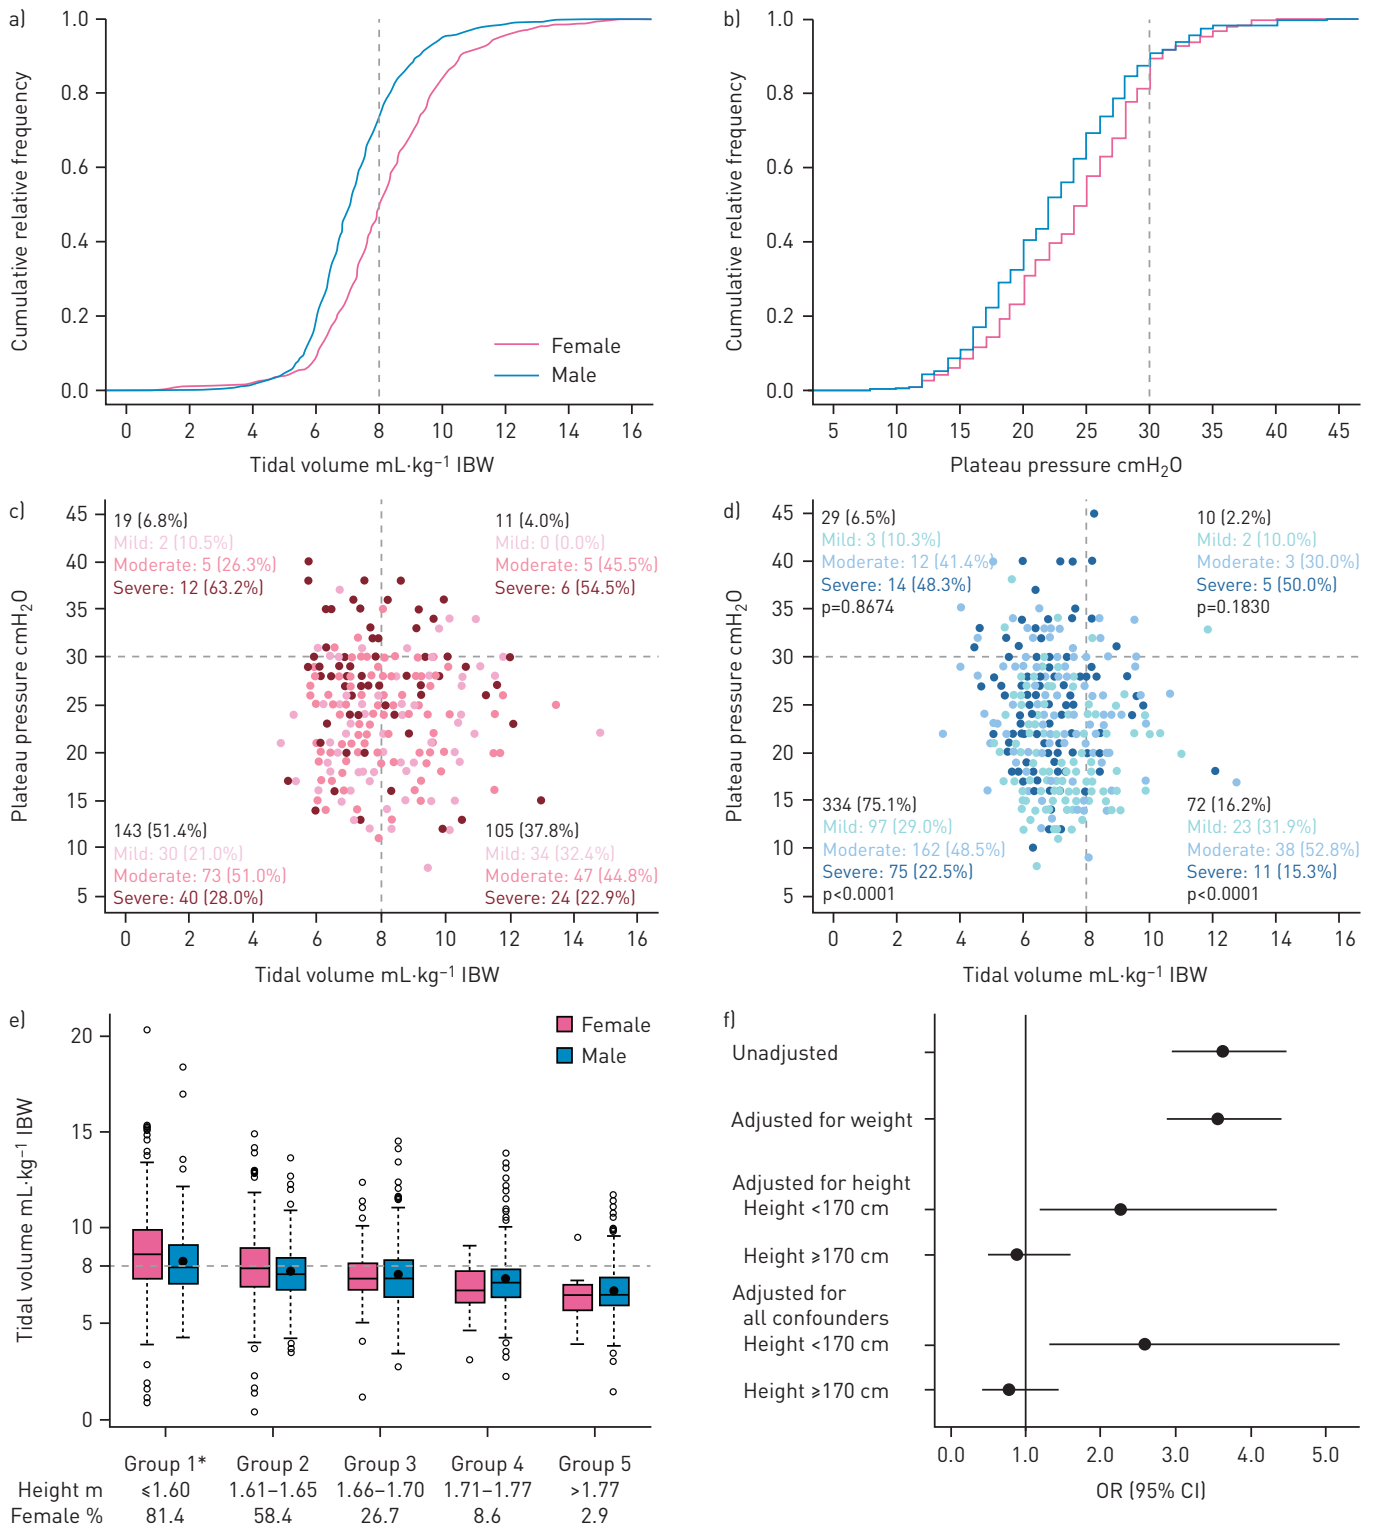 a)
Cumulative relative frequency
1.0
0.8
0.6
0.4
0.2
0.0
Female
Male
0 2 4 6 8 10 12 14 16
Tidal volume mL·kg⁻¹ IBW
b)
Cumulative relative frequency
1.0
0.8
0.6
0.4
0.2
0.0
5 10 15 20 25 30 35 40 45
Plateau pressure cmH₂O
c)
Plateau pressure cmH₂O
45
40
35
30
25
20
15
10
5
19 (6.8%)
Mild: 2 (10.5%)
Moderate: 5 (26.3%)
Severe: 12 (63.2%)
11 (4.0%)
Mild: 0 (0.0%)
Moderate: 5 (45.5%)
Severe: 6 (54.5%)
143 (51.4%)
Mild: 30 (21.0%)
Moderate: 73 (51.0%)
Severe: 40 (28.0%)
105 (37.8%)
Mild: 34 (32.4%)
Moderate: 47 (44.8%)
Severe: 24 (22.9%)
0 2 4 6 8 10 12 14 16
Tidal volume mL·kg⁻¹ IBW
d)
Plateau pressure cmH₂O
45
40
35
30
25
20
15
10
5
29 (6.5%)
Mild: 3 (10.3%)
Moderate: 12 (41.4%)
Severe: 14 (48.3%)
p=0.8674
10 (2.2%)
Mild: 2 (10.0%)
Moderate: 3 (30.0%)
Severe: 5 (50.0%)
p=0.1830
334 (75.1%)
Mild: 97 (29.0%)
Moderate: 162 (48.5%)
Severe: 75 (22.5%)
p<0.0001
72 (16.2%)
Mild: 23 (31.9%)
Moderate: 38 (52.8%)
Severe: 11 (15.3%)
p<0.0001
0 2 4 6 8 10 12 14 16
Tidal volume mL·kg⁻¹ IBW
e)
Tidal volume mL·kg⁻¹ IBW
20
15
10
8
5
0
Female
Male
Group 1* Group 2 Group 3 Group 4 Group 5
Height m ≤1.60 1.61–1.65 1.66–1.70 1.71–1.77 >1.77
Female % 81.4 58.4 26.7 8.6 2.9
f)
Unadjusted
Adjusted for weight
Adjusted for height
Height <170 cm
Height ≥170 cm
Adjusted for
all confounders
Height <170 cm
Height ≥170 cm
0.0 1.0 2.0 3.0 4.0 5.0
OR (95% CI)